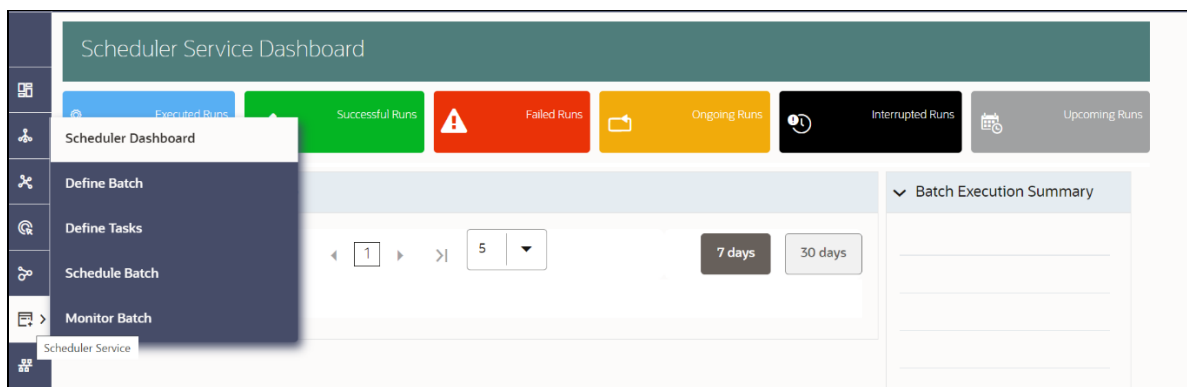 Scheduler Service Dashboard
Executed Runs
Successful Runs
Failed Runs
Ongoing Runs
Interrupted Runs
Upcoming Runs
Scheduler Dashboard
Define Batch
Define Tasks
Schedule Batch
Monitor Batch
Scheduler Service
1
5
7 days
30 days
Batch Execution Summary